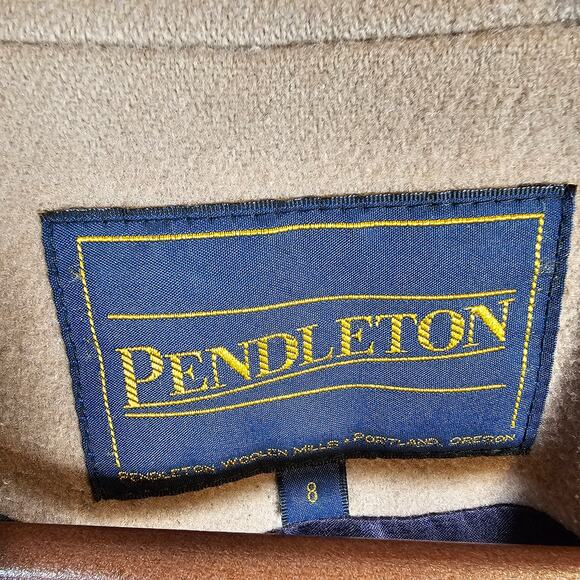 PENDLETON
PENDLETON WOOLEN MILLS • PORTLAND, OREGON
8